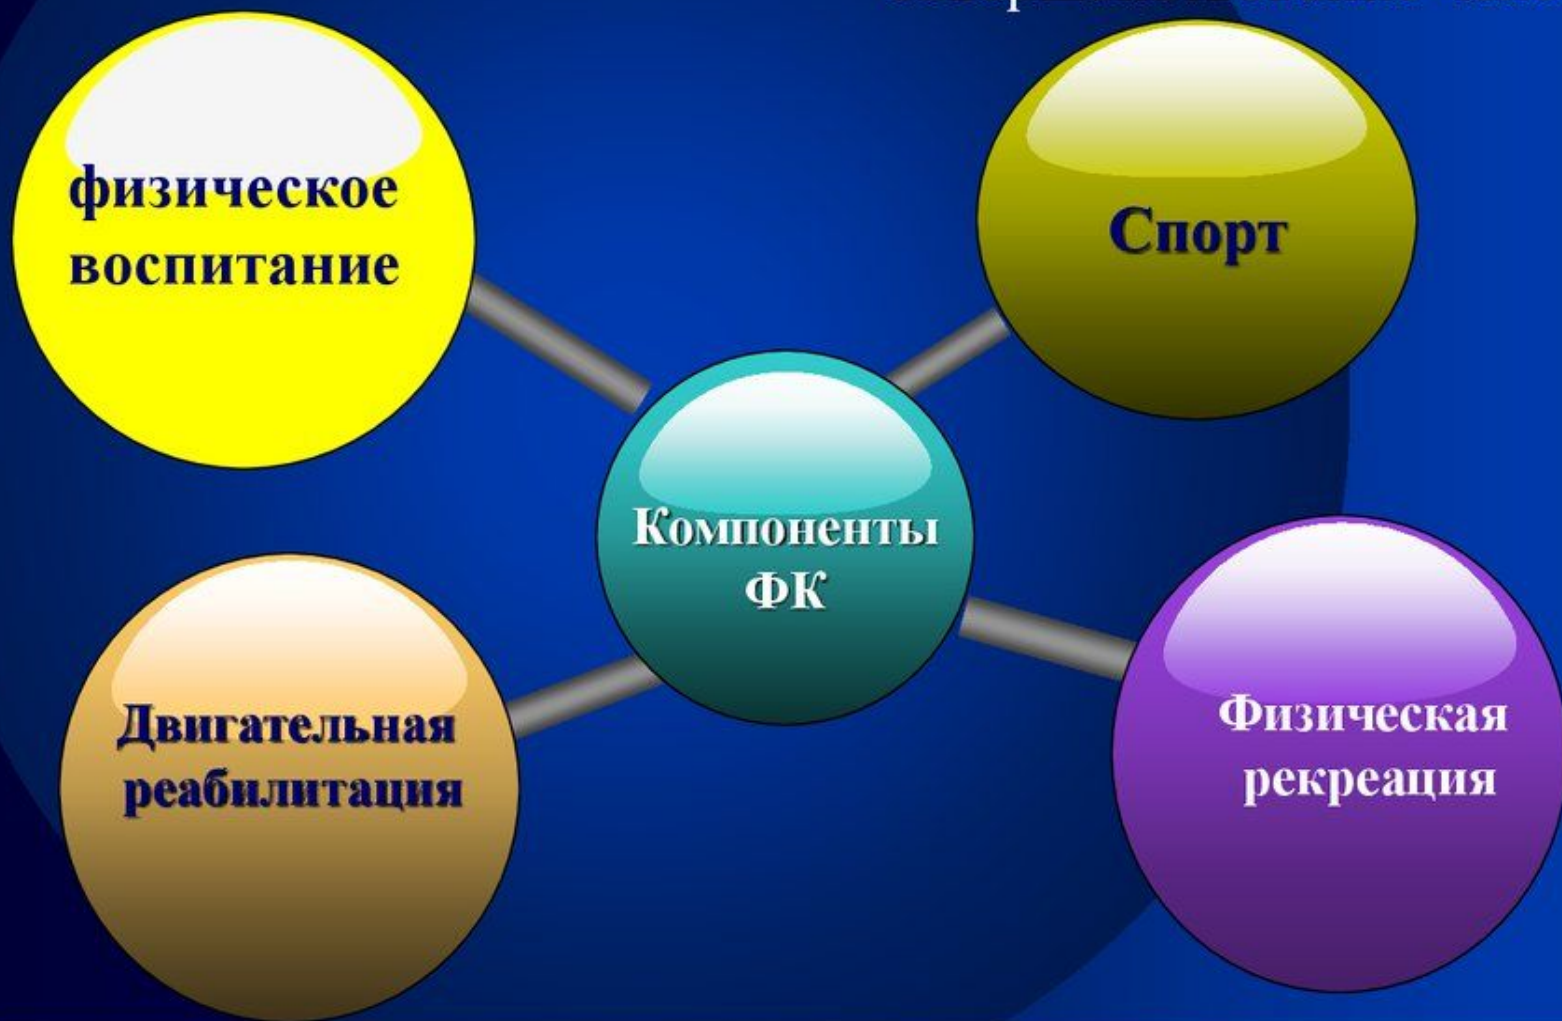 физическое
воспитание
Спорт
Компоненты
ФК
Двигательная
реабилитация
Физическая
рекреация